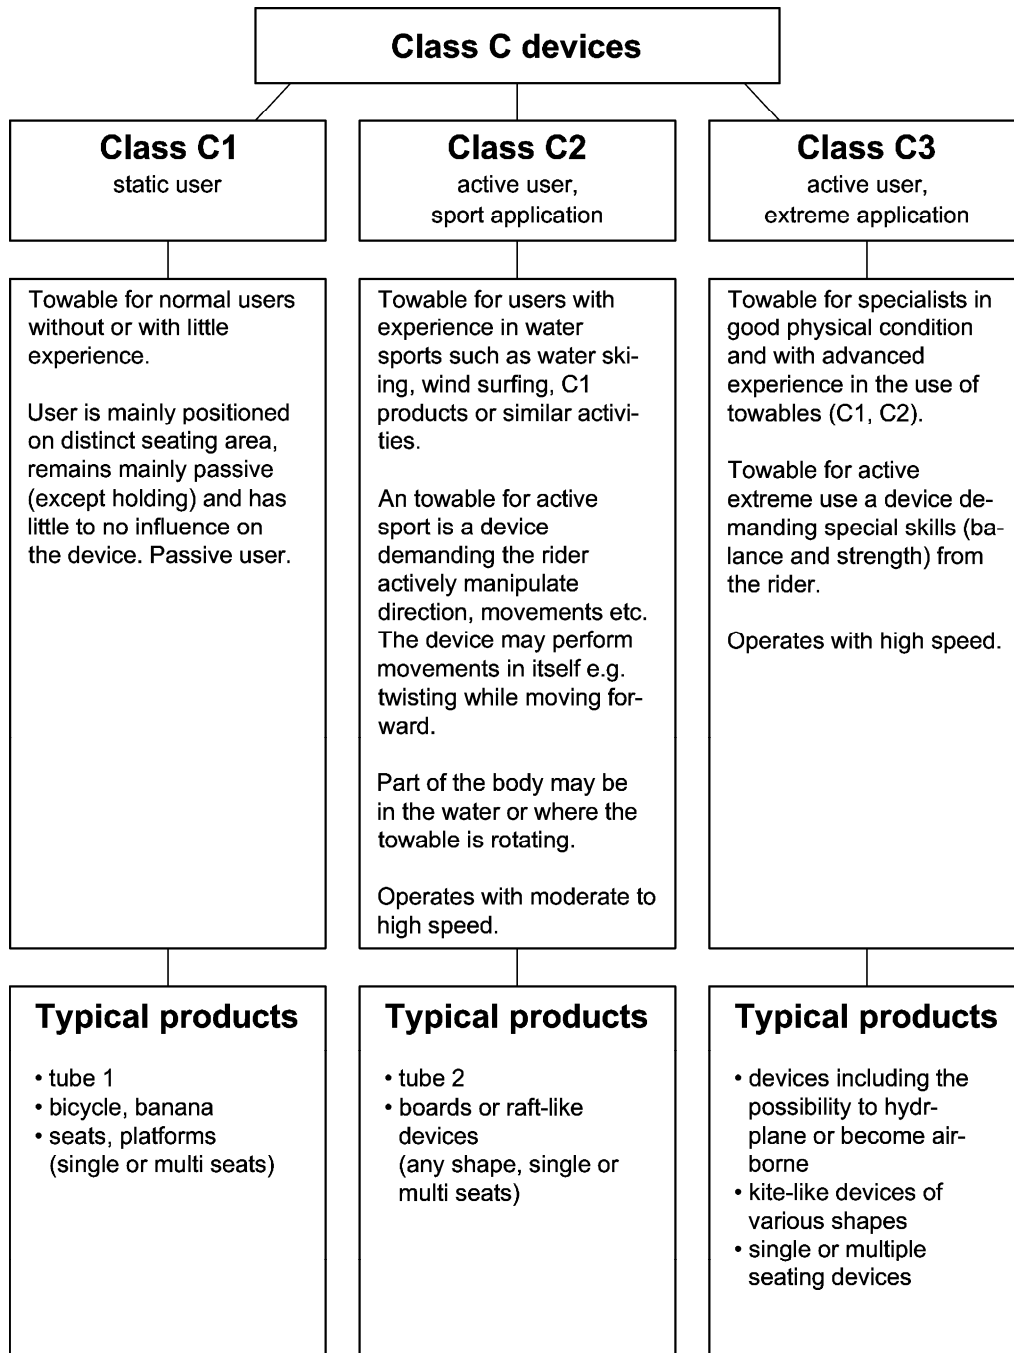 Class C devices
Class C1
static user
Class C2
active user,
sport application
Class C3
active user,
extreme application
Towable for normal users
without or with little
experience.
User is mainly positioned
on distinct seating area,
remains mainly passive
(except holding) and has
little to no influence on
the device. Passive user.
Towable for users with
experience in water
sports such as water ski-
ing, wind surfing, C1
products or similar activi-
ties.
An towable for active
sport is a device
demanding the rider
actively manipulate
direction, movements etc.
The device may perform
movements in itself e.g.
twisting while moving for-
ward.
Part of the body may be
in the water or where the
towable is rotating.
Operates with moderate to
high speed.
Towable for specialists in
good physical condition
and with advanced
experience in the use of
towables (C1, C2).
Towable for active
extreme use a device de-
manding special skills (ba-
lance and strength) from
the rider.
Operates with high speed.
Typical products
• tube 1
• bicycle, banana
• seats, platforms
(single or multi seats)
Typical products
• tube 2
• boards or raft-like
devices
(any shape, single or
multi seats)
Typical products
• devices including the
possibility to hydr-
plane or become air-
borne
• kite-like devices of
various shapes
• single or multiple
seating devices